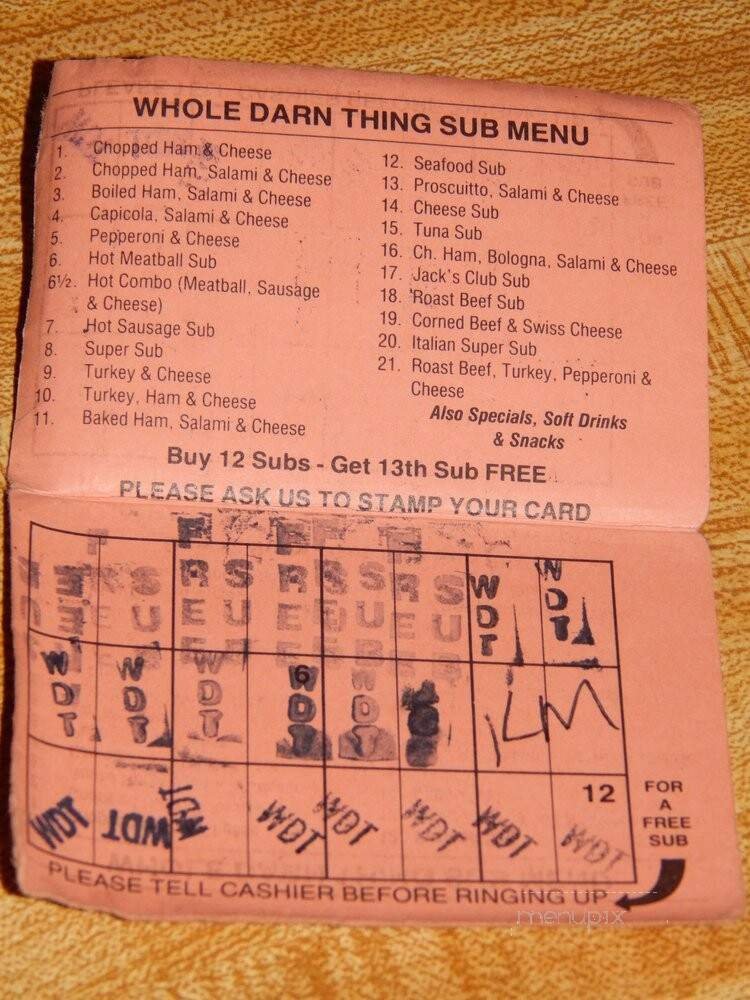 WHOLE DARN THING SUB MENU
1. Chopped Ham & Cheese
2. Chopped Ham, Salami & Cheese
3. Boiled Ham, Salami & Cheese
4. Capicola, Salami & Cheese
5. Pepperoni & Cheese
6. Hot Meatball Sub
6½. Hot Combo (Meatball, Sausage
& Cheese)
7. Hot Sausage Sub
8. Super Sub
9. Turkey & Cheese
10. Turkey, Ham & Cheese
11. Baked Ham, Salami & Cheese
12. Seafood Sub
13. Proscuitto, Salami & Cheese
14. Cheese Sub
15. Tuna Sub
16. Ch. Ham, Bologna, Salami & Cheese
17. Jack's Club Sub
18. Roast Beef Sub
19. Corned Beef & Swiss Cheese
20. Italian Super Sub
21. Roast Beef, Turkey, Pepperoni &
Cheese
Also Specials, Soft Drinks
& Snacks
Buy 12 Subs - Get 13th Sub FREE
PLEASE ASK US TO STAMP YOUR CARD
FREE SUB FREE SUB FREE SUB WDT WDT
WDT WDT WDT 6 WDT WDT KM
WDT WDT WDT WDT WDT WDT WDT 12 WDT
FOR
A
FREE
SUB
PLEASE TELL CASHIER BEFORE RINGING UP
menupix